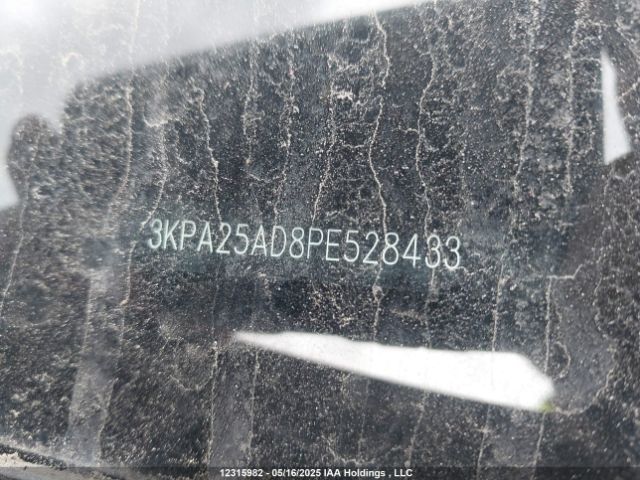 3KPA25AD8PE528433
12315982 - 05/16/2025 IAA Holdings , LLC